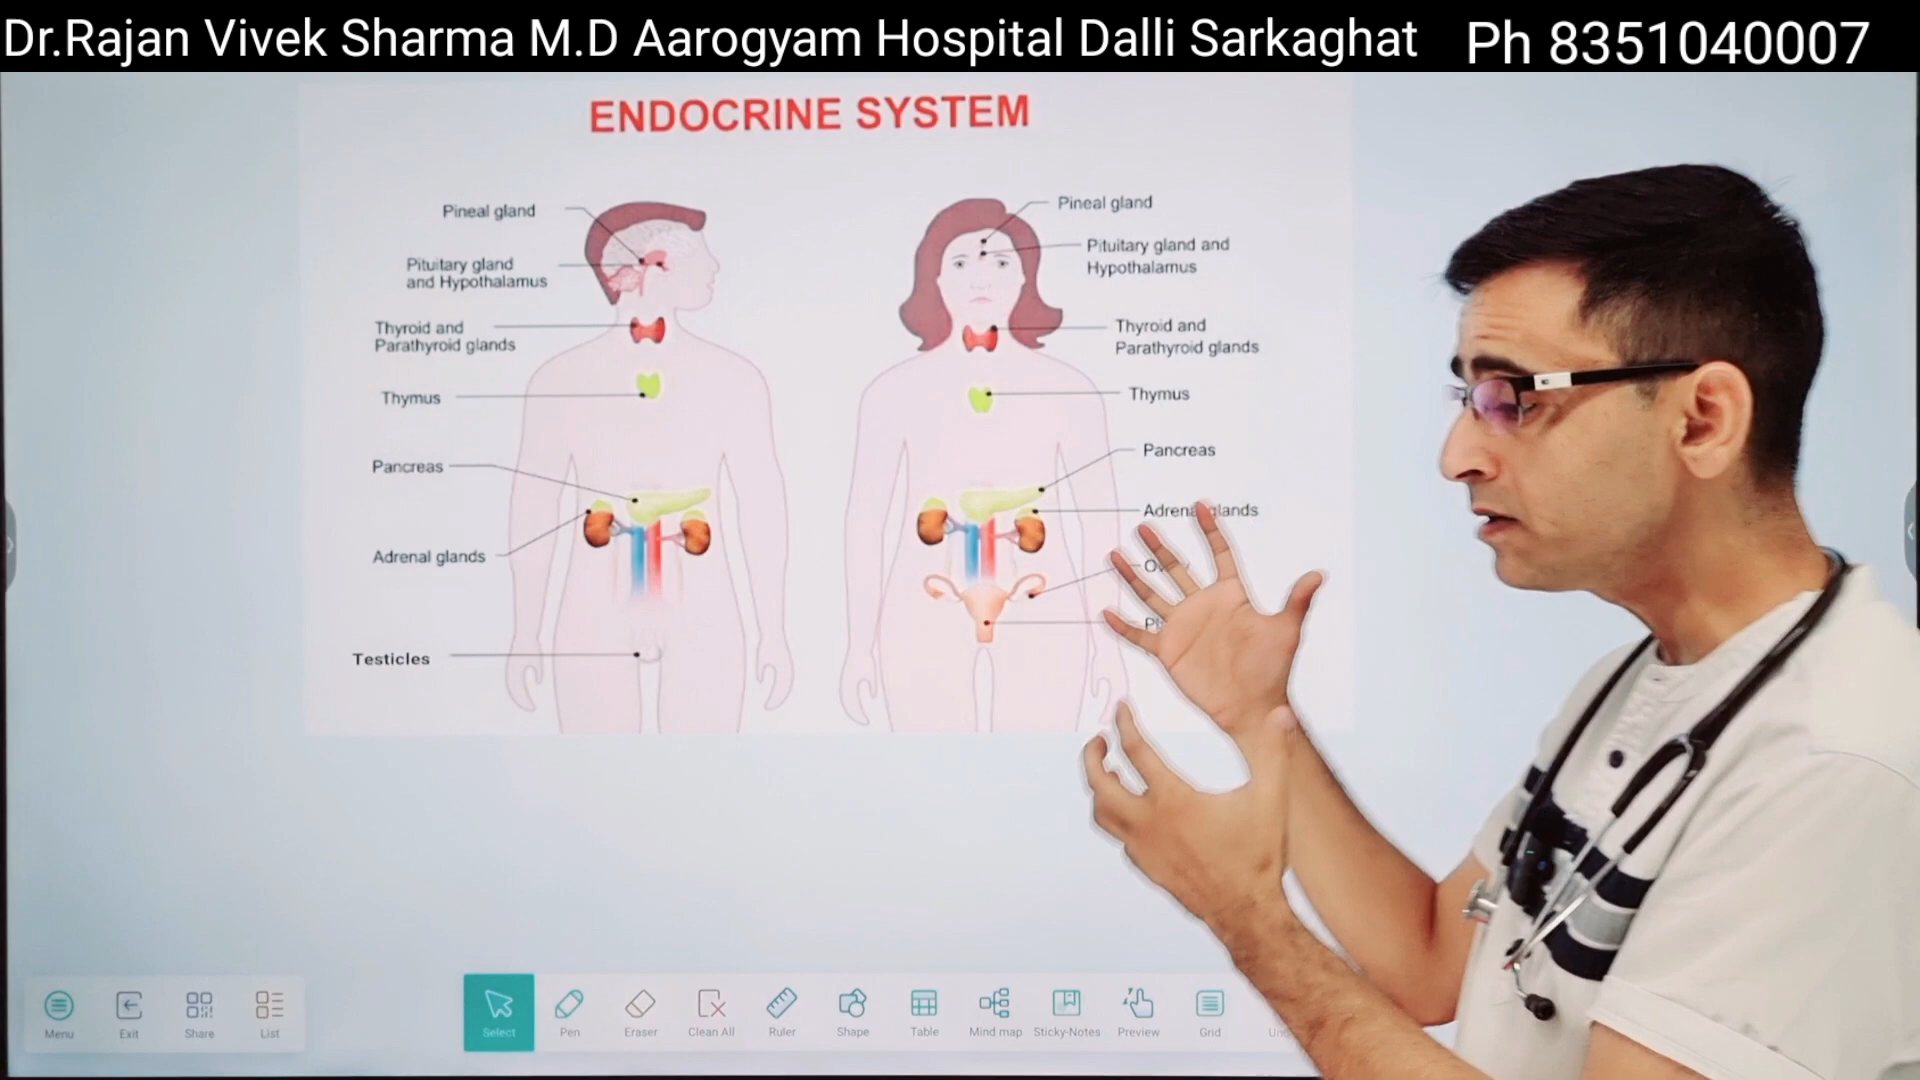 Dr.Rajan Vivek Sharma M.D Aarogyam Hospital Dalli Sarkaghat Ph 8351040007
ENDOCRINE SYSTEM
Pineal gland
Pituitary gland
and Hypothalamus
Thyroid and
Parathyroid glands
Thymus
Pancreas
Adrenal glands
Testicles
Pineal gland
Pituitary gland and
Hypothalamus
Thyroid and
Parathyroid glands
Thymus
Pancreas
glands
Menu
Exit
Share
List
Select
Pen
Eraser
Clean All
Ruler
Shape
Table
Mind map
Sticky-Notes
Preview
Grid